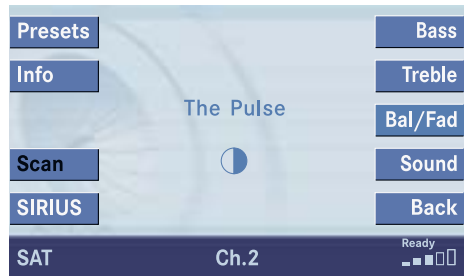 Presets
Bass
Info
Treble
The Pulse
Bal/Fad
Scan
Sound
SIRIUS
Back
SAT
Ch.2
Ready